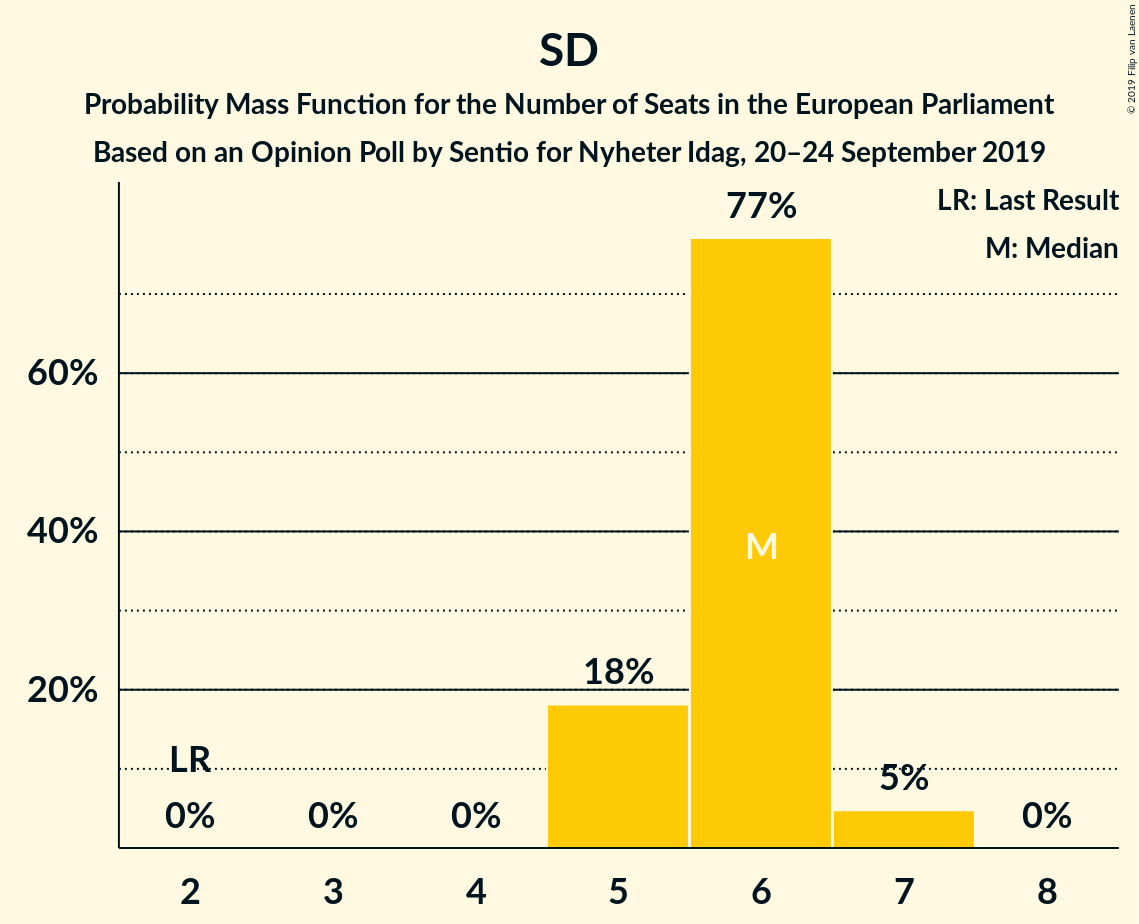 SD
Probability Mass Function for the Number of Seats in the European Parliament
Based on an Opinion Poll by Sentio for Nyheter Idag, 20–24 September 2019
© 2019 Filip van Laenen
LR: Last Result
M: Median
77%
60%
40%
M
18%
20%
LR
5%
0%
0%
0%
0%
2
3
4
5
6
7
8